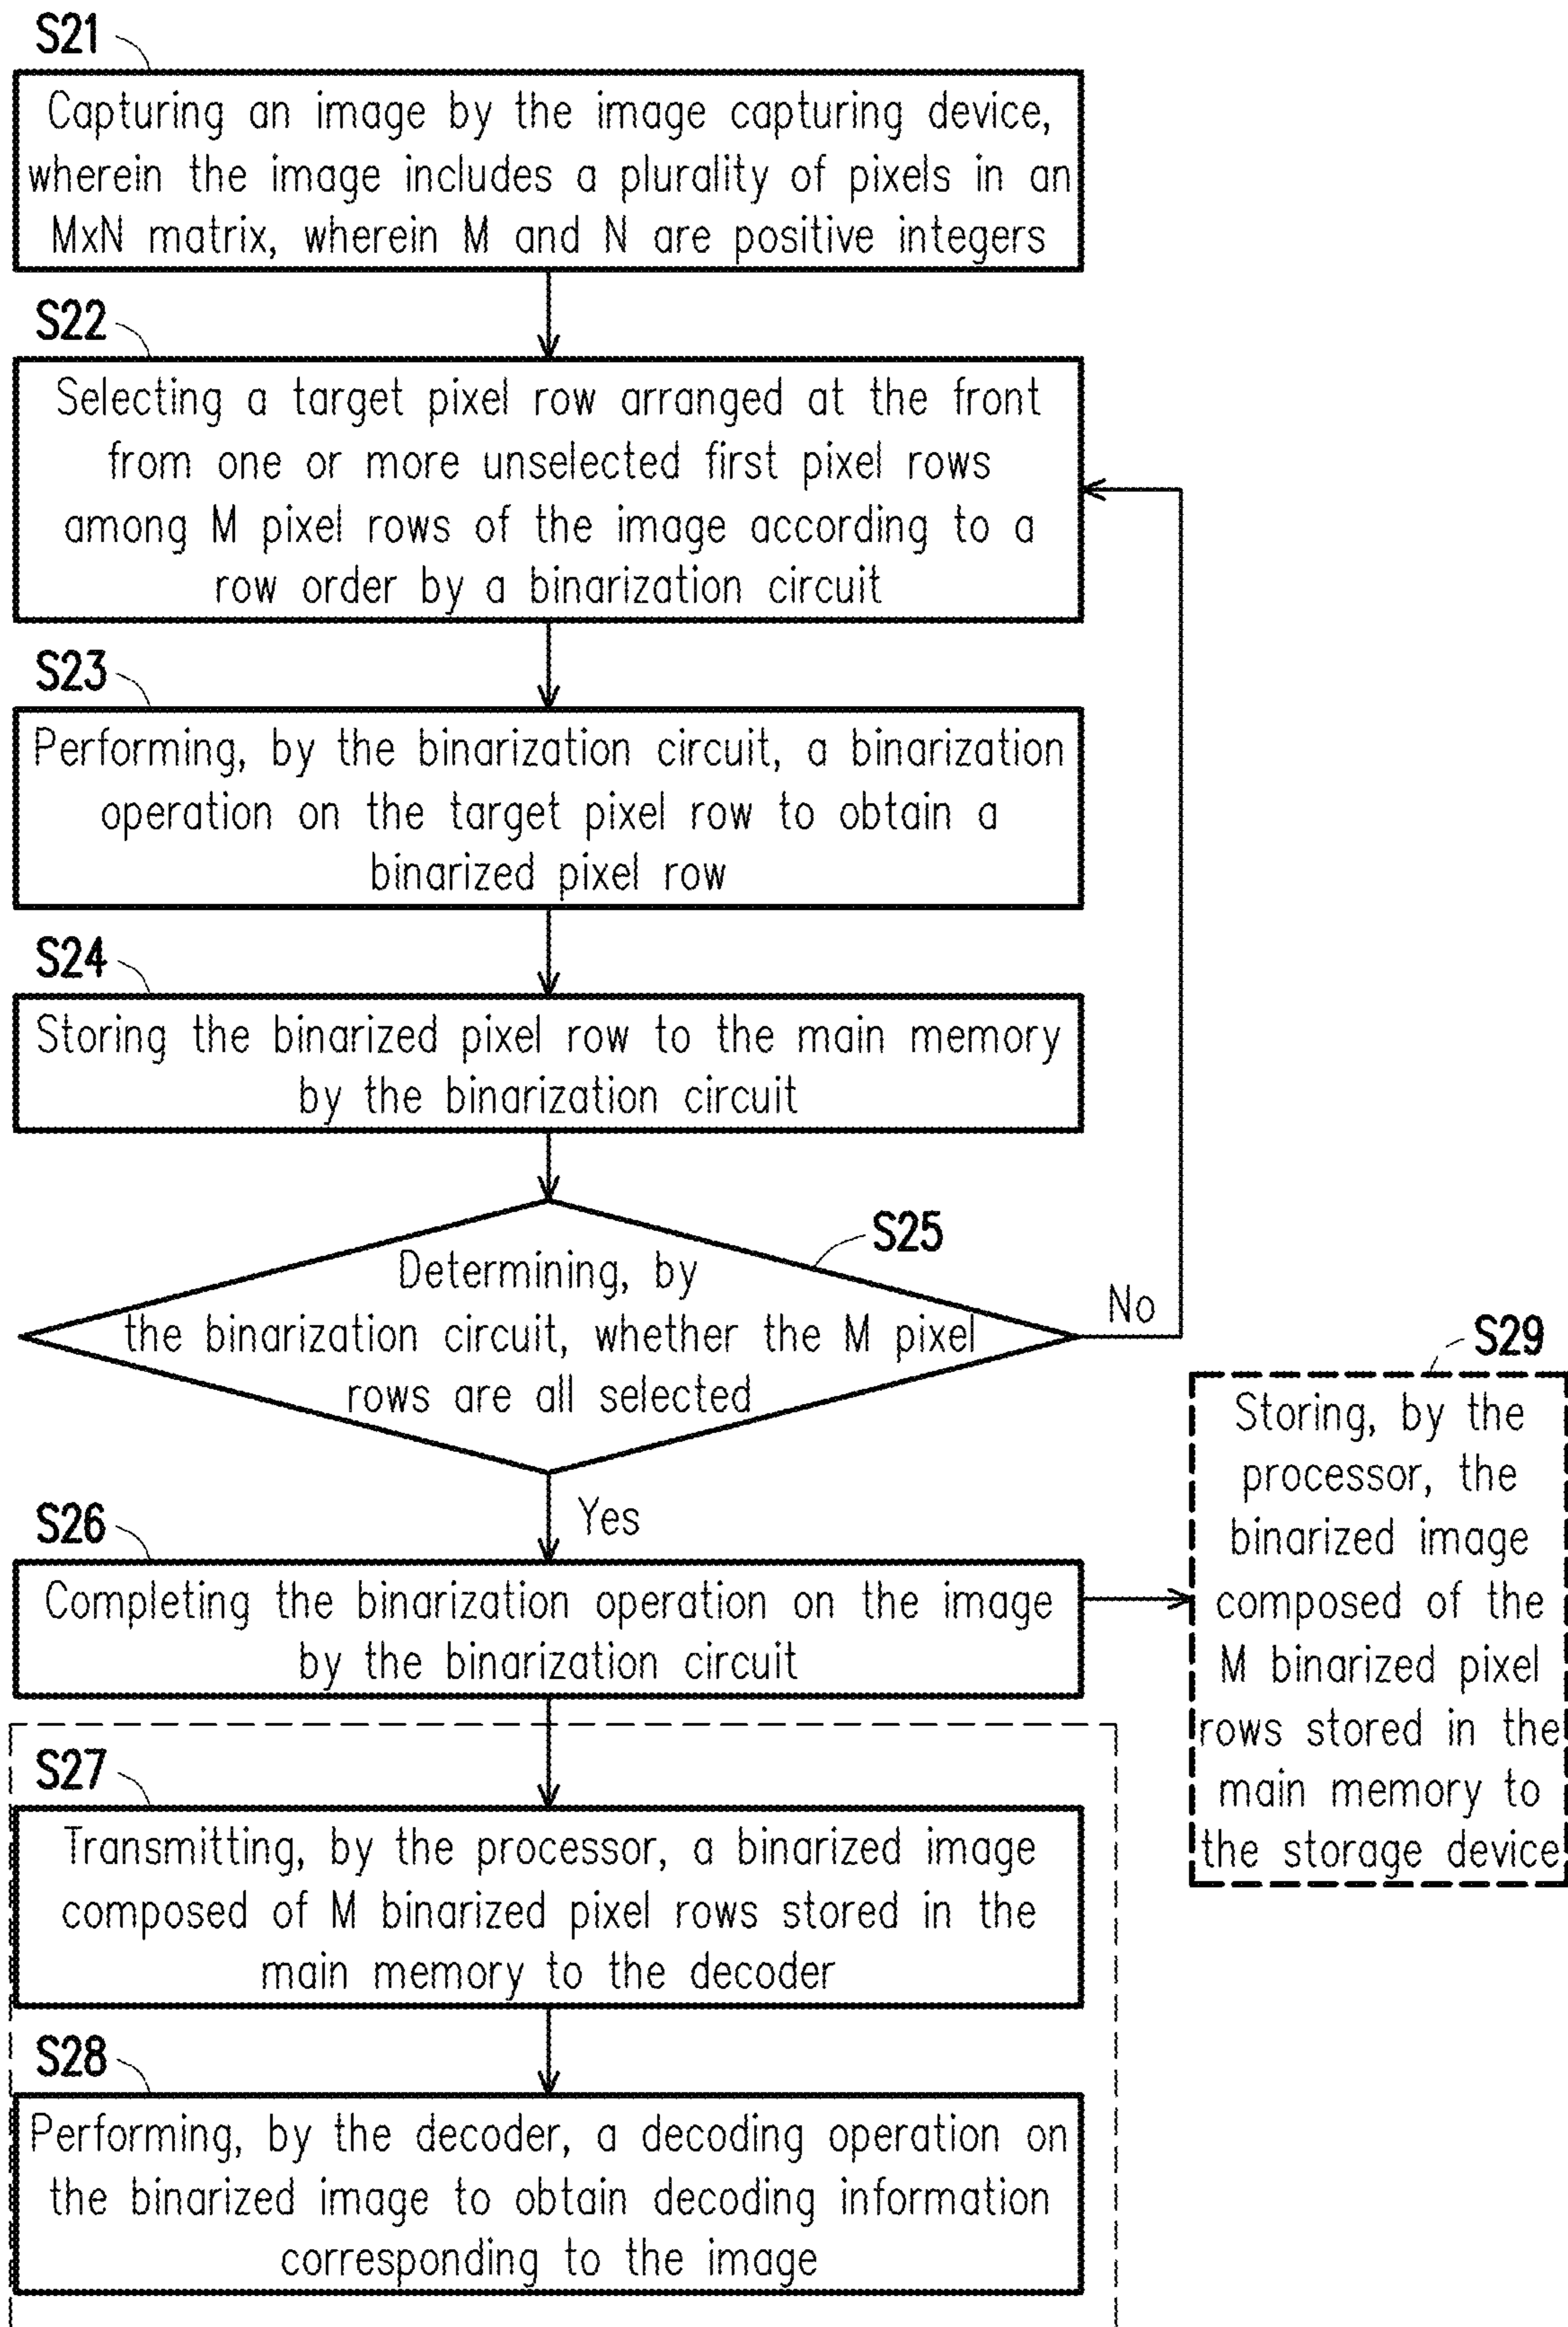 S21
Capturing an image by the image capturing device,
wherein the image includes a plurality of pixels in an
MxN matrix, wherein M and N are positive integers
S22
Selecting a target pixel row arranged at the front
from one or more unselected first pixel rows
among M pixel rows of the image according to a
row order by a binarization circuit
S23
Performing, by the binarization circuit, a binarization
operation on the target pixel row to obtain a
binarized pixel row
S24
Storing the binarized pixel row to the main memory
by the binarization circuit
S25
Determining, by
the binarization circuit, whether the M pixel
rows are all selected
No
Yes
S26
Completing the binarization operation on the image
by the binarization circuit
S29
Storing, by the
processor, the
binarized image
composed of the
M binarized pixel
rows stored in the
main memory to
the storage device
S27
Transmitting, by the processor, a binarized image
composed of M binarized pixel rows stored in the
main memory to the decoder
S28
Performing, by the decoder, a decoding operation on
the binarized image to obtain decoding information
corresponding to the image